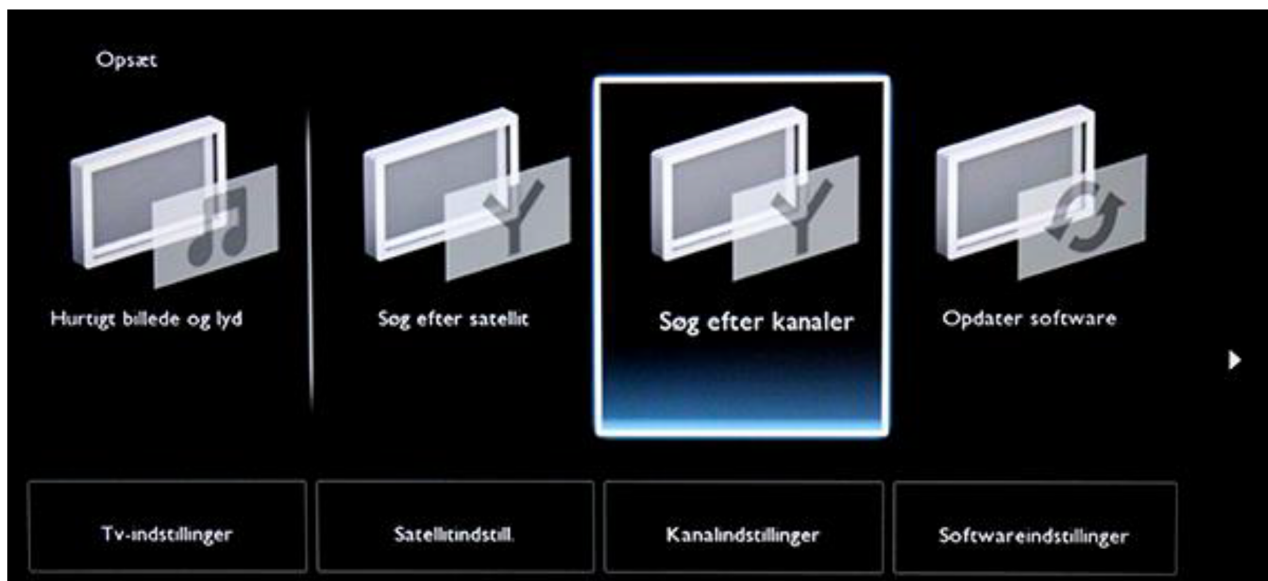 Opsæt
Hurtigt billede og lyd
Søg efter satellit
Søg efter kanaler
Opdater software
Tv-indstillinger
Satellitindstill.
Kanalindstillinger
Softwareindstillinger